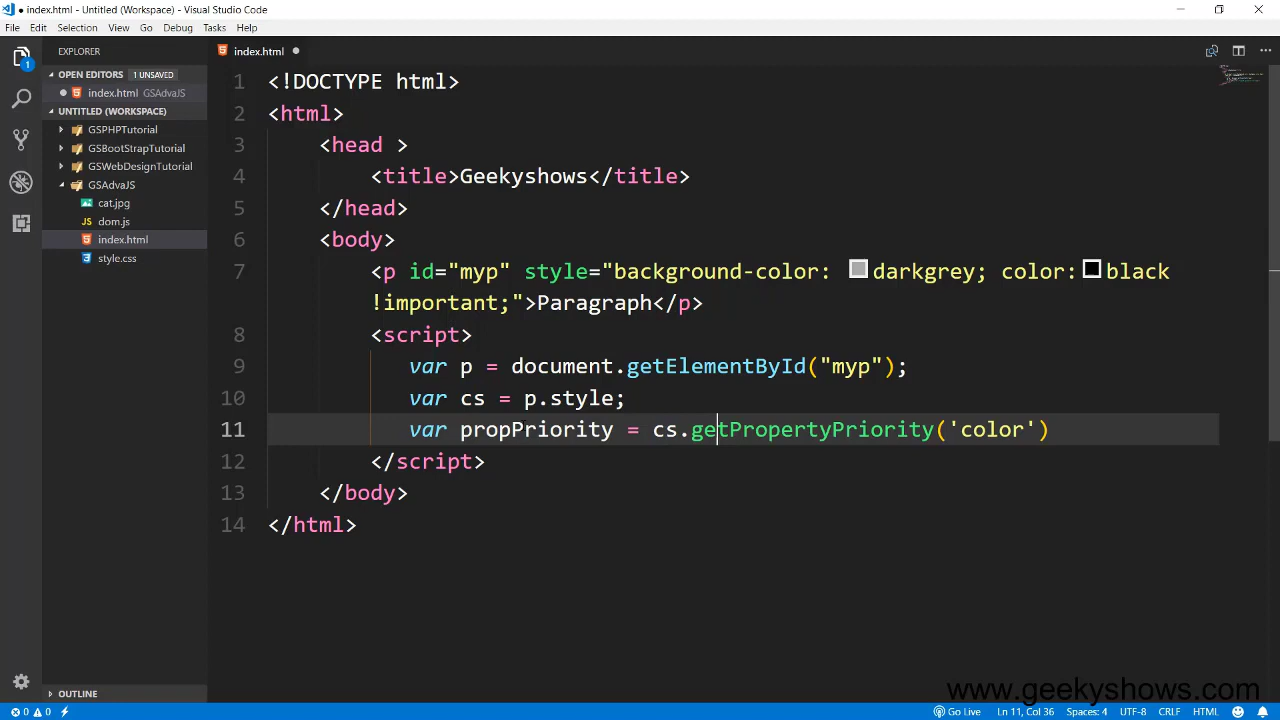 ● index.html - Untitled (Workspace) - Visual Studio Code
File Edit Selection View Go Debug Tasks Help
EXPLORER
index.html ●
OPEN EDITORS 1 UNSAVED
● index.html GSAdvaJS
UNTITLED (WORKSPACE)
GSPHPTutorial
GSBootStrapTutorial
GSWebDesignTutorial
GSAdvaJS
cat.jpg
JS dom.js
index.html
style.css
OUTLINE
1
1 <!DOCTYPE html>
2 <html>
3 <head >
4 <title>Geekyshows</title>
5 </head>
6 <body>
7 <p id="myp" style="background-color: darkgrey; color: black
!important;">Paragraph</p>
8 <script>
9 var p = document.getElementById("myp");
10 var cs = p.style;
11 var propPriority = cs.getPropertyPriority('color')
12 </script>
13 </body>
14 </html>
www.geekyshows.com
0 0 Go Live Ln 11, Col 36 Spaces: 4 UTF-8 CRLF HTML